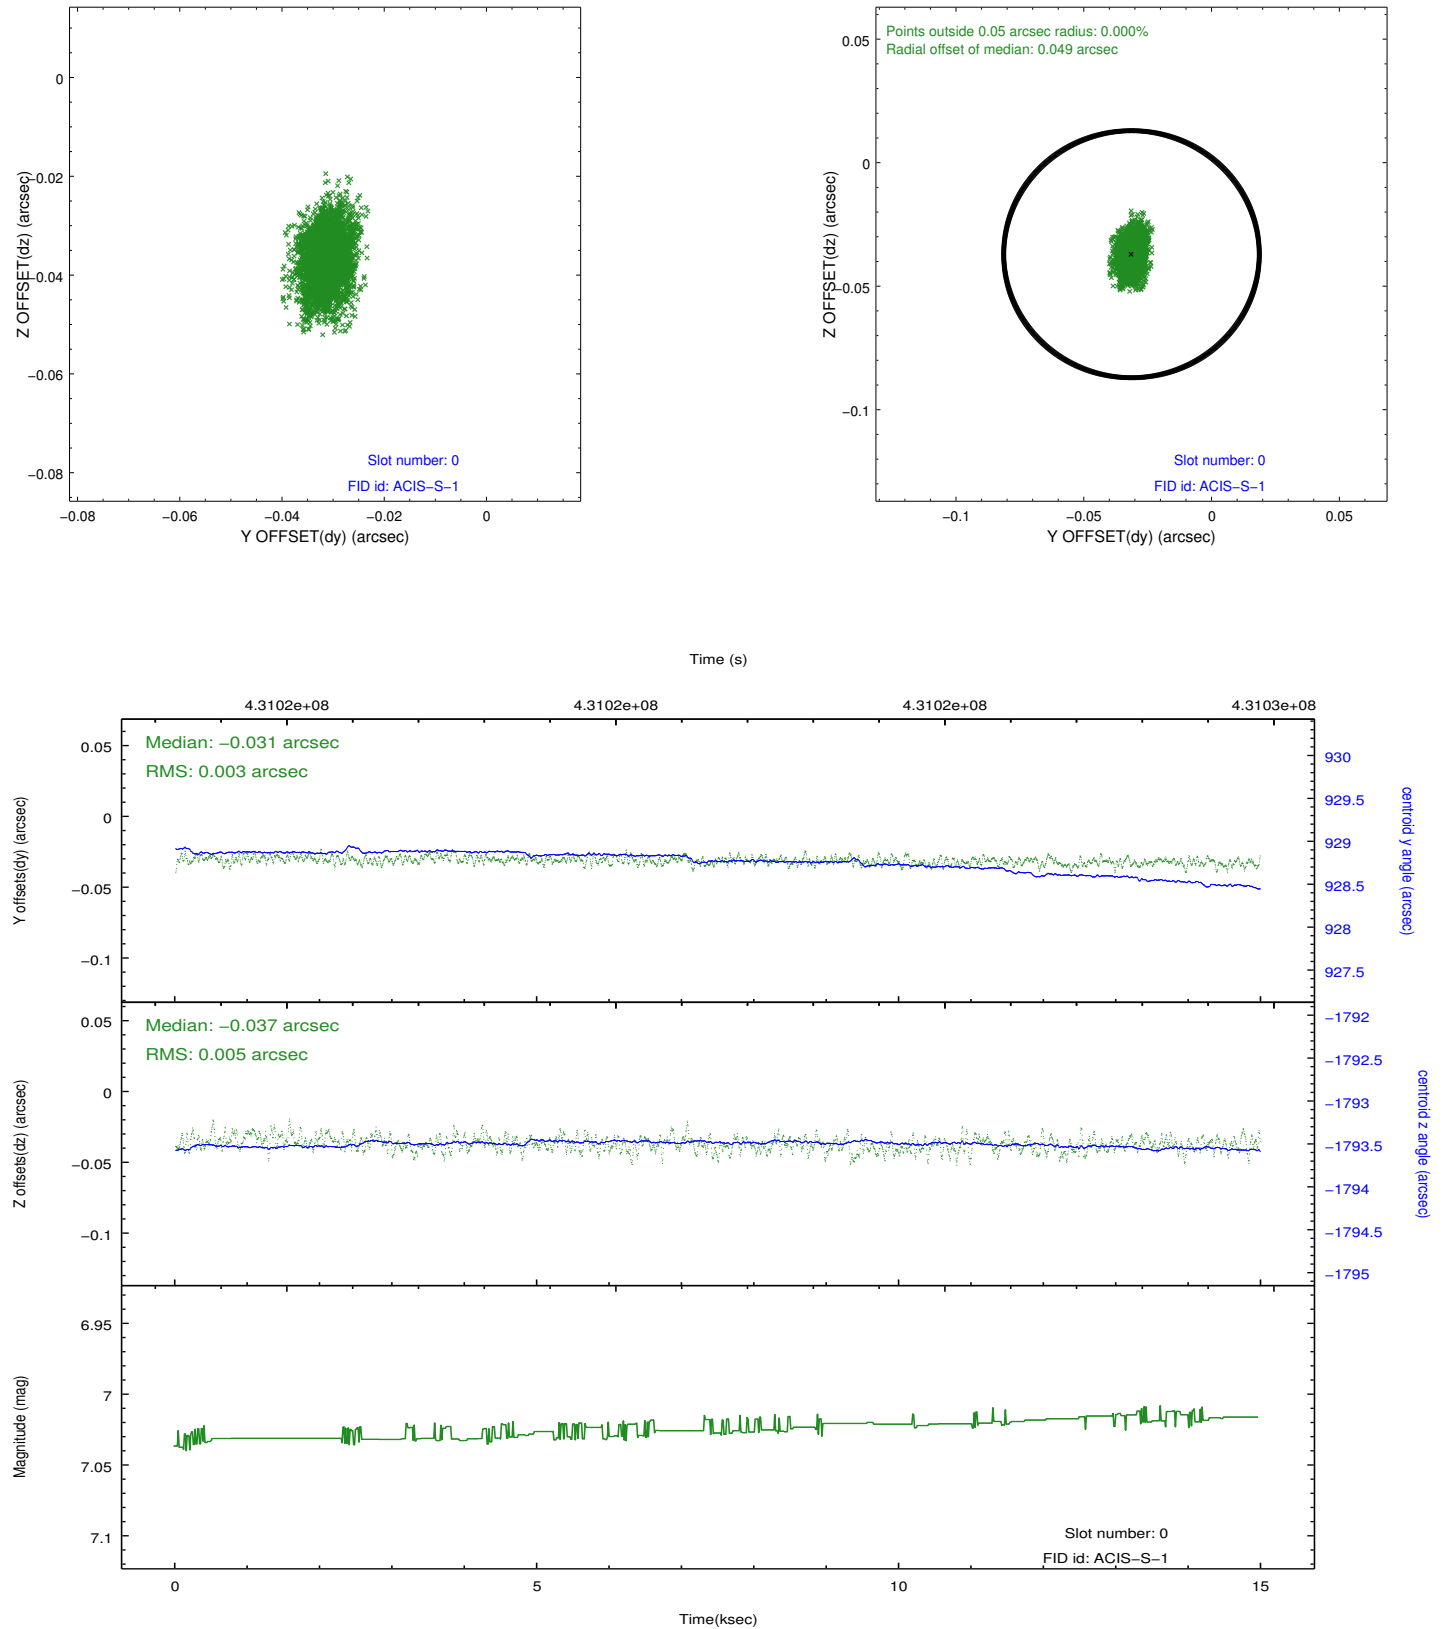 0
−0.02
−0.04
−0.06
−0.08
Z OFFSET(dz) (arcsec)
Slot number: 0
FID id: ACIS−S−1
−0.08 −0.06 −0.04 −0.02 0
Y OFFSET(dy) (arcsec)
Points outside 0.05 arcsec radius: 0.000%
Radial offset of median: 0.049 arcsec
0.05
0
−0.05
−0.1
Z OFFSET(dz) (arcsec)
Slot number: 0
FID id: ACIS−S−1
−0.1 −0.05 0 0.05
Y OFFSET(dy) (arcsec)
Time (s)
4.3102e+08 4.3102e+08 4.3102e+08 4.3103e+08
Median: −0.031 arcsec
RMS: 0.003 arcsec
0.05
0
−0.05
−0.1
Y offsets(dy) (arcsec)
930
929.5
929
928.5
928
927.5
centroid y angle (arcsec)
Median: −0.037 arcsec
RMS: 0.005 arcsec
0.05
0
−0.05
−0.1
Z offsets(dz) (arcsec)
−1792
−1792.5
−1793
−1793.5
−1794
−1794.5
−1795
centroid z angle (arcsec)
6.95
7
7.05
7.1
Magnitude (mag)
Slot number: 0
FID id: ACIS−S−1
0 5 10 15
Time(ksec)